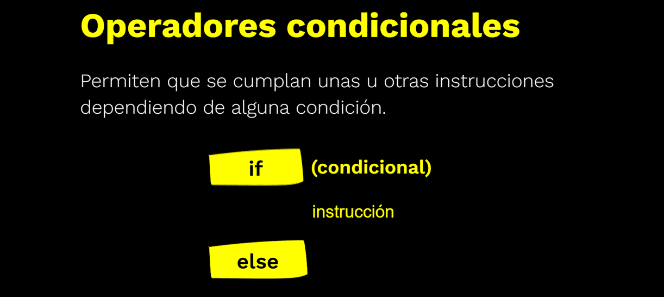 Operadores condicionales
Permiten que se cumplan unas u otras instrucciones
dependiendo de alguna condición.
if (condicional)
instrucción
else